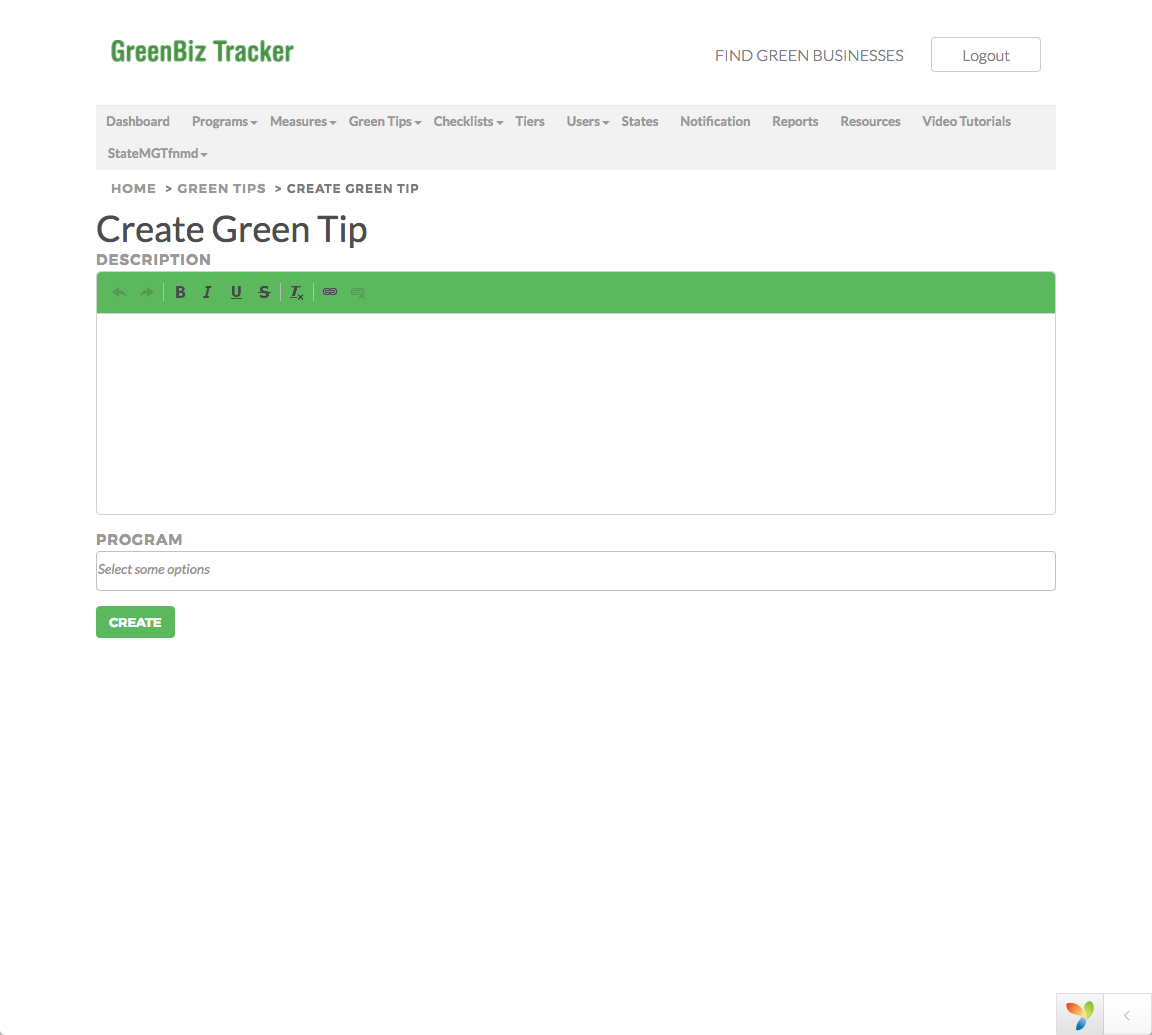 GreenBiz Tracker
FIND GREEN BUSINESSES
Logout
Dashboard Programs Measures Green Tips Checklists Tiers Users States Notification Reports Resources Video Tutorials
StateMGTfnmd
HOME > GREEN TIPS > CREATE GREEN TIP
Create Green Tip
DESCRIPTION
B I U S Ix
PROGRAM
Select some options
CREATE